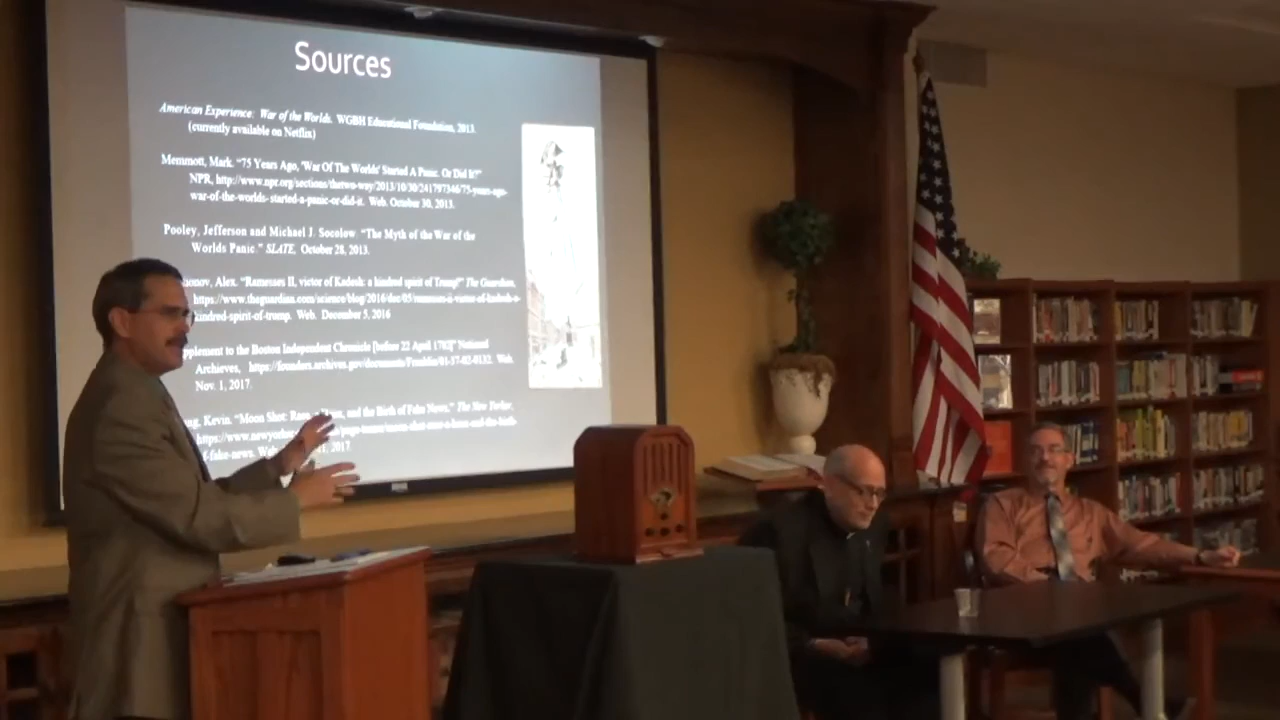 Sources
American Experience: War of the Worlds. WGBH Educational Foundation, 2013.
(currently available on Netflix)
Memmott, Mark. "75 Years Ago, 'War Of The Worlds' Started A Panic. Or Did It?"
NPR, http://www.npr.org/sections/thetwo-way/2013/10/30/241797346/75-years-ago-
war-of-the-worlds-started-a-panic-or-did-it. Web. October 30, 2013.
Pooley, Jefferson and Michael J. Socolow. "The Myth of the War of the
Worlds Panic." SLATE, October 28, 2013.
Alex. "Ramesses II, victor of Kadesh: a kindred spirit of Trump?" The Guardian,
https://www.theguardian.com/science/blog/2016/dec/05/ramesses-ii-victor-of-kadesh-a-
kindred-spirit-of-trump. Web. December 5, 2016
pplement to the Boston Independent Chronicle [before 22 April 1782]" National
Archieves, https://founders.archives.gov/documents/Franklin/01-37-02-0132. Web.
Nov. 1, 2017.
Kevin. "Moon Shot: and the Birth of Fake News," The New Yorker,
2017.